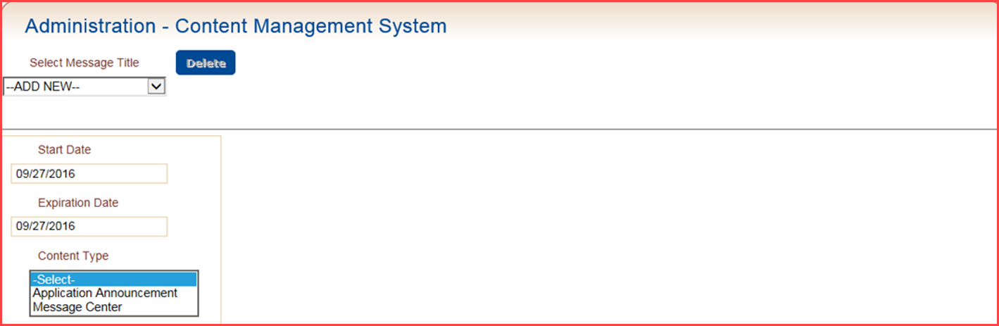 Administration - Content Management System
Select Message Title
Delete
--ADD NEW--
Start Date
09/27/2016
Expiration Date
09/27/2016
Content Type
-Select-
Application Announcement
Message Center